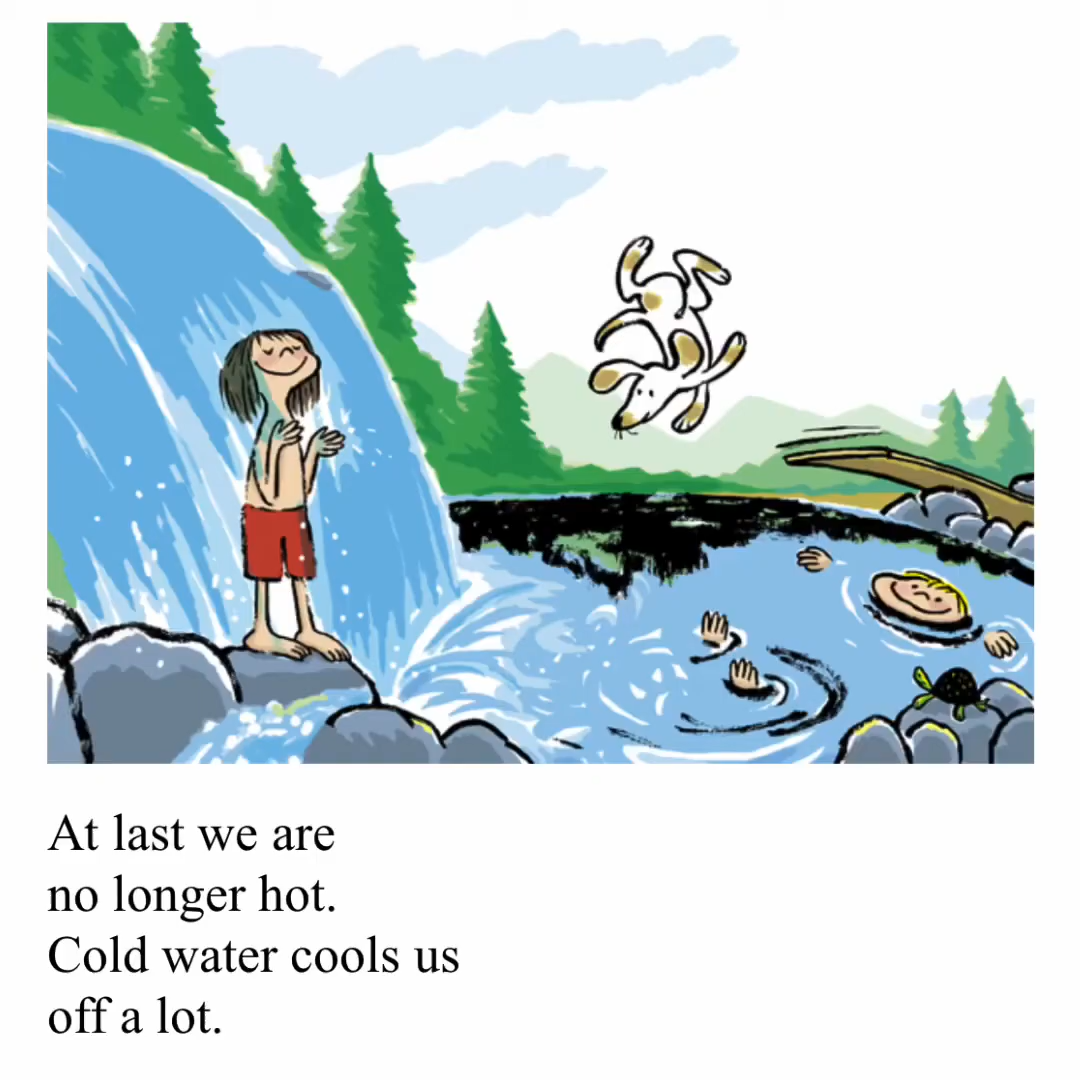 At last we are
no longer hot.
Cold water cools us
off a lot.